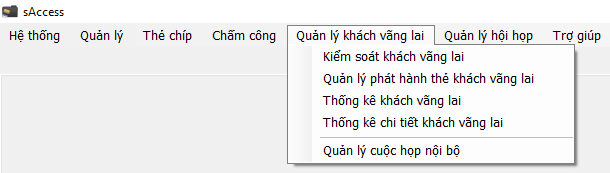 sAccess
Hệ thống Quản lý Thẻ chíp Chấm công Quản lý khách vãng lai Quản lý hội họp Trợ giúp
Kiểm soát khách vãng lai
Quản lý phát hành thẻ khách vãng lai
Thống kê khách vãng lai
Thống kê chi tiết khách vãng lai
Quản lý cuộc họp nội bộ